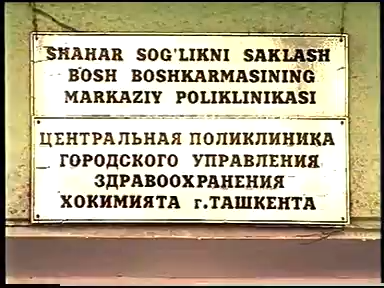 SHAHAR SOG'LIKNI SAKLASH
BOSH BOSHKARMASINING
MARKAZIY POLIKLINIKASI
ЦЕНТРАЛЬНАЯ ПОЛИКЛИНИКА
ГОРОДСКОГО УПРАВЛЕНИЯ
ЗДРАВООХРАНЕНИЯ
ХОКИМИЯТА г.ТАШКЕНТА